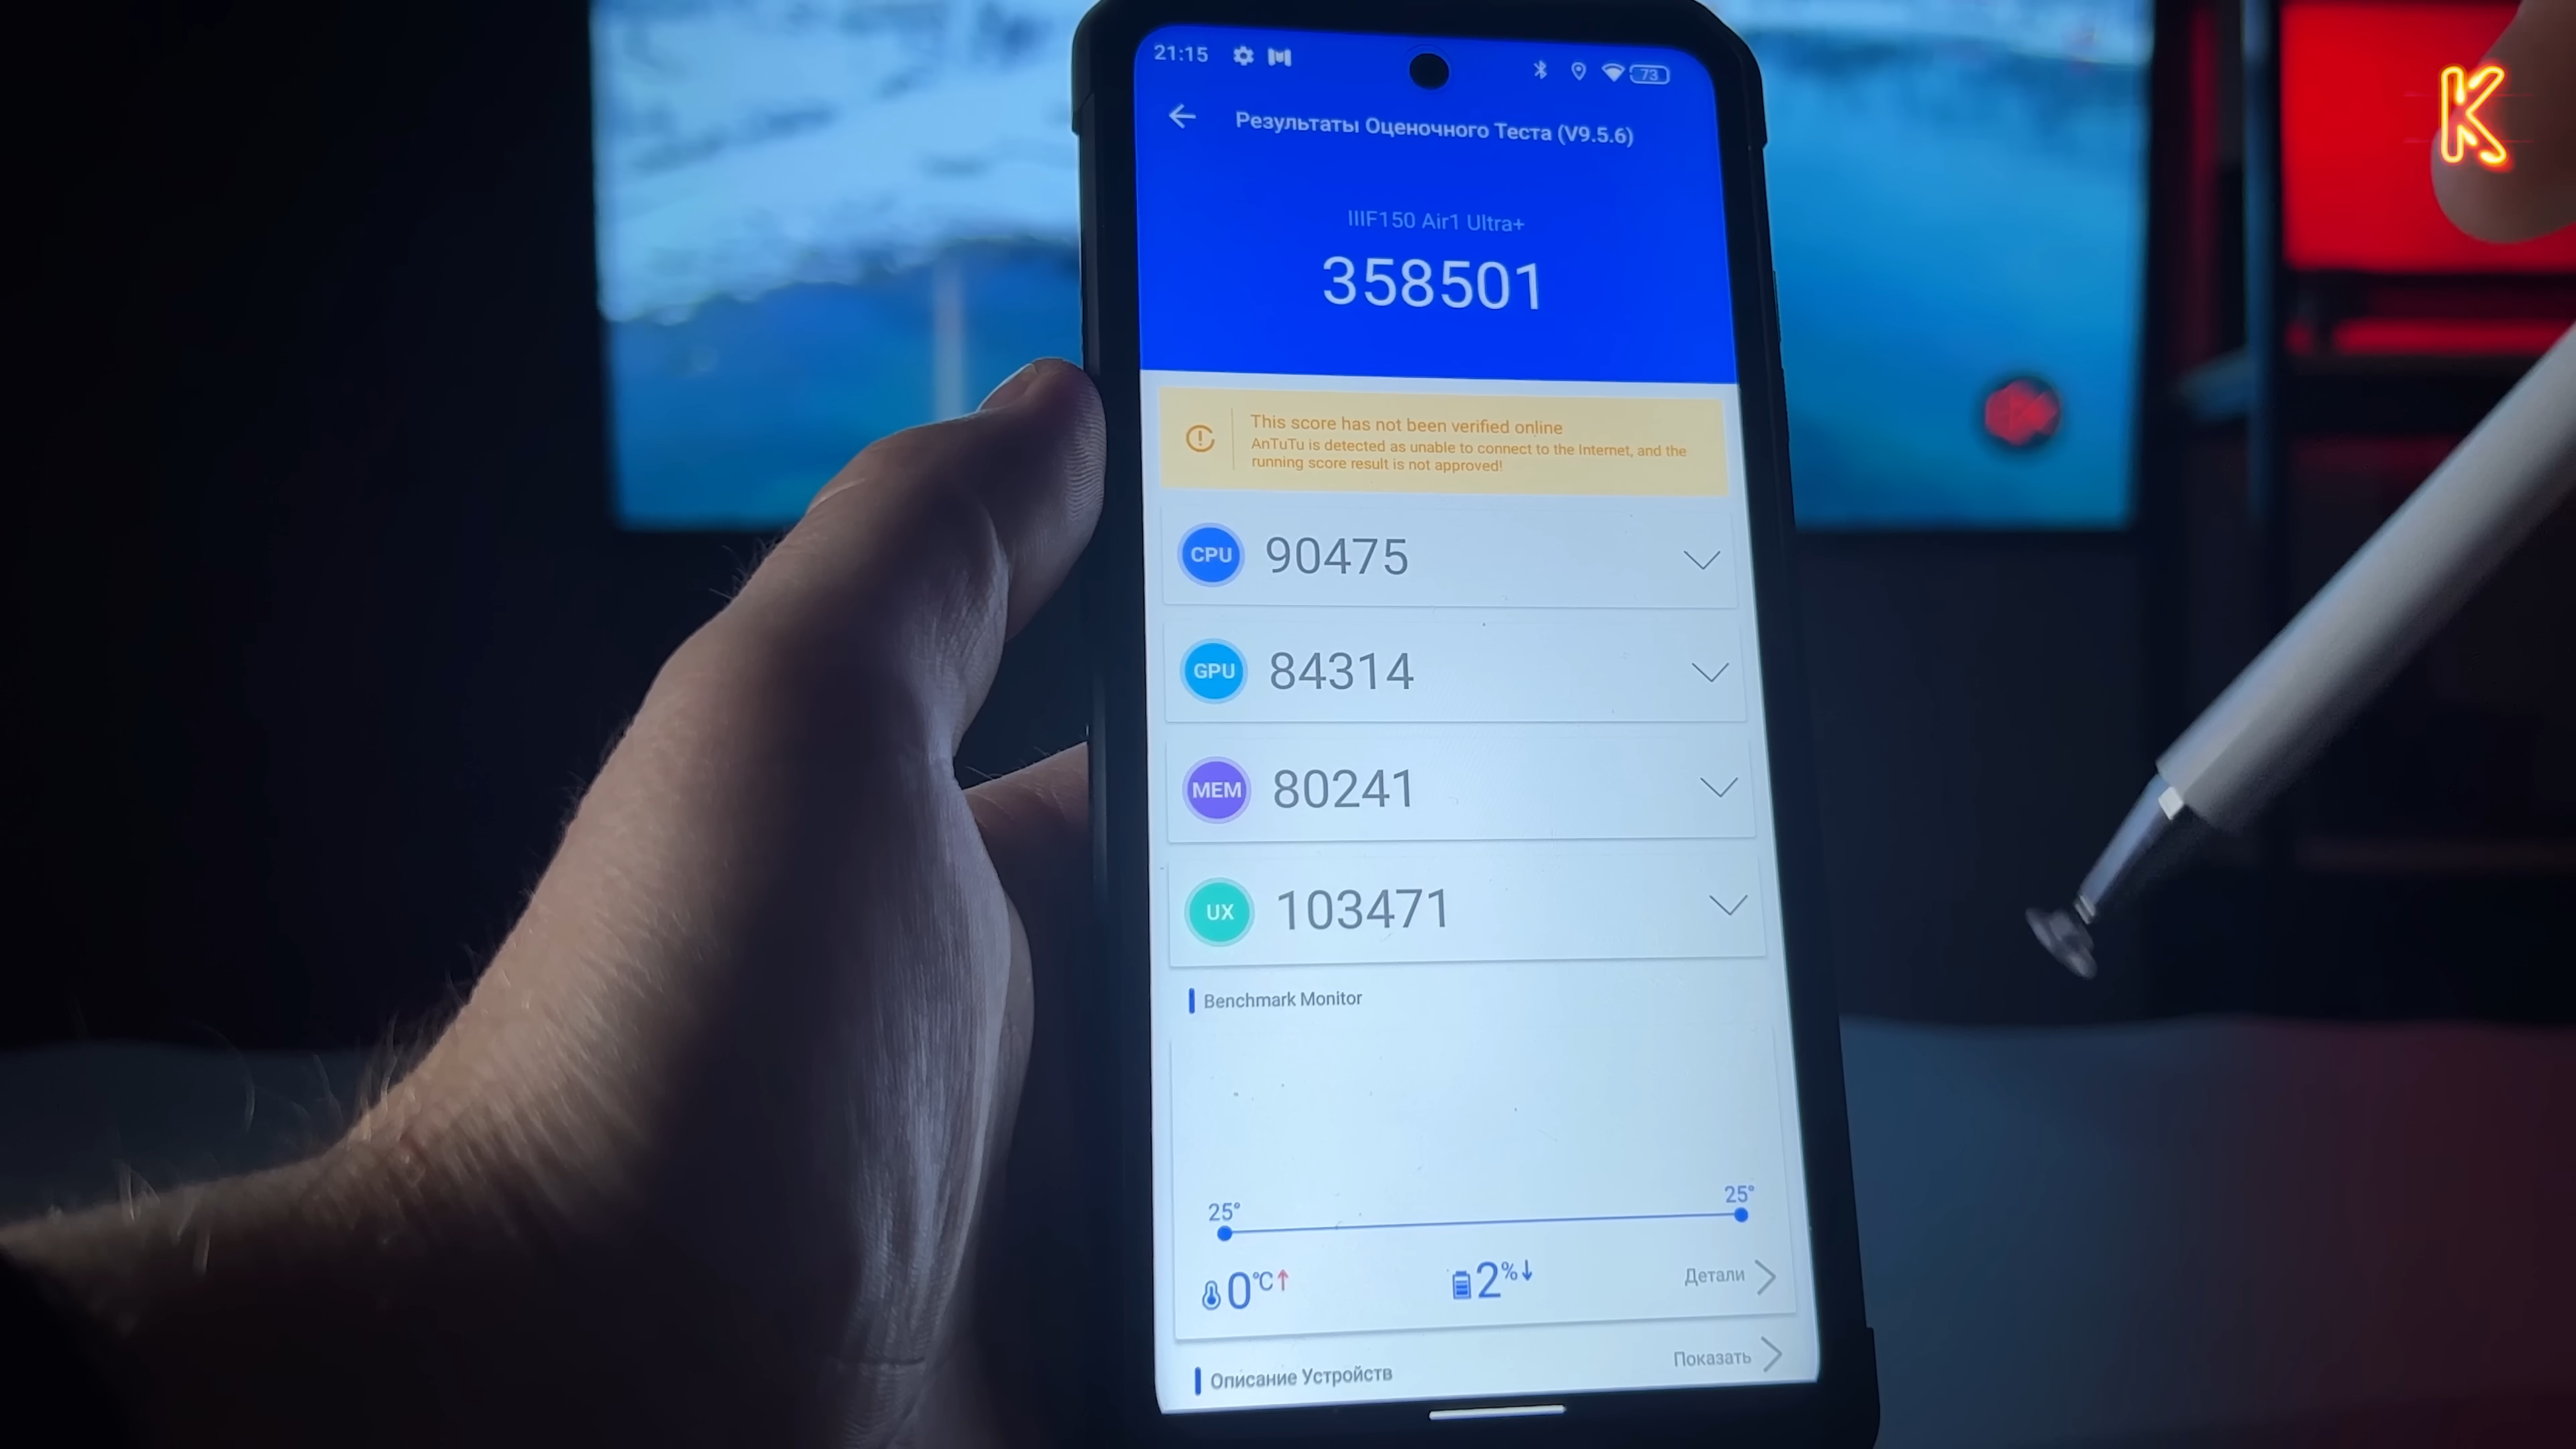 21:15
73
Результаты Оценочного Теста (V9.5.6)
IIIF150 Air1 Ultra+
358501
This score has not been verified online
AnTuTu is detected as unable to connect to the Internet, and the
running score result is not approved!
CPU 90475
GPU 84314
MEM 80241
UX 103471
Benchmark Monitor
25° 25°
0°C↑ 2%↓ Детали
Описание Устройств Показать
K